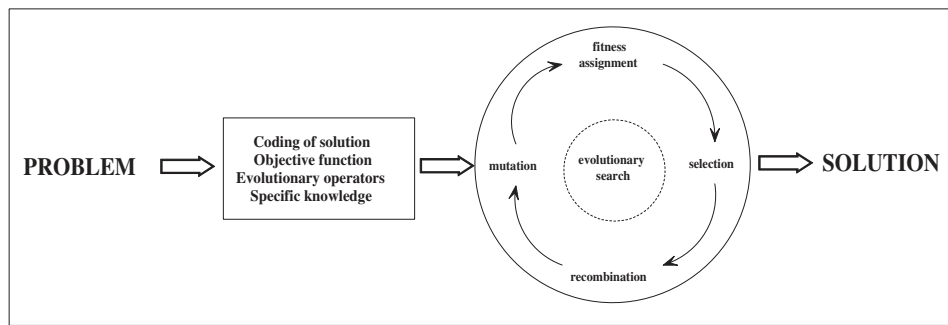 PROBLEM
Coding of solution
Objective function
Evolutionary operators
Specific knowledge
fitness
assignment
mutation
evolutionary
search
selection
recombination
SOLUTION